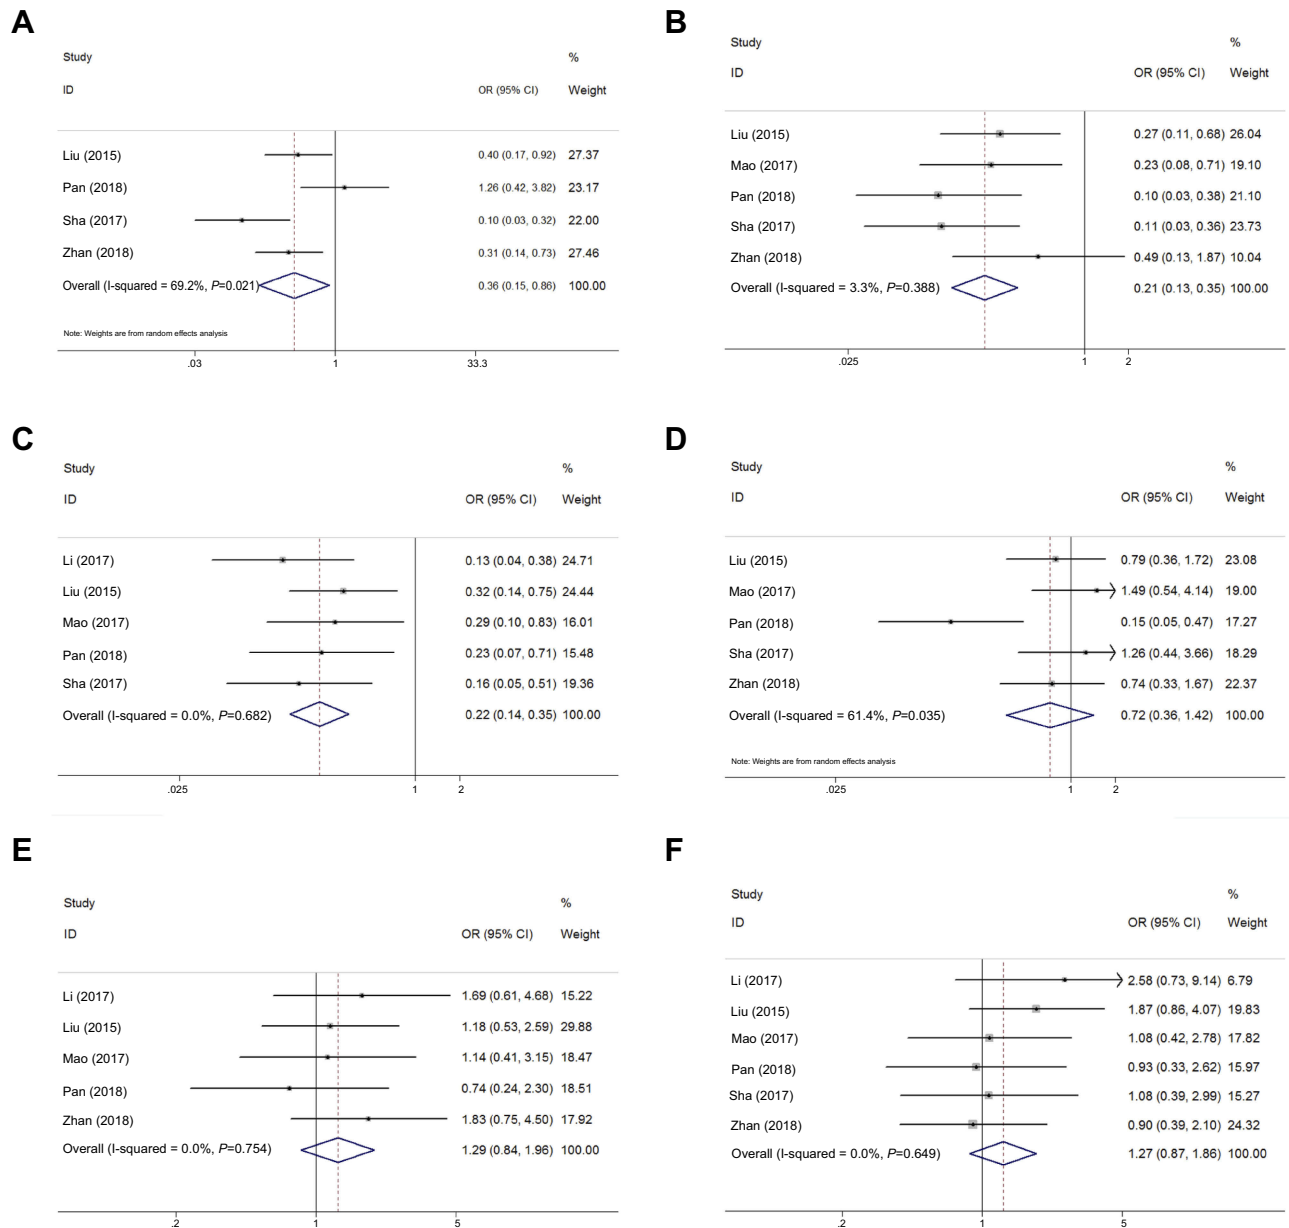 A
Study %
ID OR (95% CI) Weight
Liu (2015) 0.40 (0.17, 0.92) 27.37
Pan (2018) 1.26 (0.42, 3.82) 23.17
Sha (2017) 0.10 (0.03, 0.32) 22.00
Zhan (2018) 0.31 (0.14, 0.73) 27.46
Overall (I-squared = 69.2%, P=0.021) 0.36 (0.15, 0.86) 100.00
Note: Weights are from random effects analysis
.03 1 33.3
B
Study %
ID OR (95% CI) Weight
Liu (2015) 0.27 (0.11, 0.68) 26.04
Mao (2017) 0.23 (0.08, 0.71) 19.10
Pan (2018) 0.10 (0.03, 0.38) 21.10
Sha (2017) 0.11 (0.03, 0.36) 23.73
Zhan (2018) 0.49 (0.13, 1.87) 10.04
Overall (I-squared = 3.3%, P=0.388) 0.21 (0.13, 0.35) 100.00
.025 1 2
C
Study %
ID OR (95% CI) Weight
Li (2017) 0.13 (0.04, 0.38) 24.71
Liu (2015) 0.32 (0.14, 0.75) 24.44
Mao (2017) 0.29 (0.10, 0.83) 16.01
Pan (2018) 0.23 (0.07, 0.71) 15.48
Sha (2017) 0.16 (0.05, 0.51) 19.36
Overall (I-squared = 0.0%, P=0.682) 0.22 (0.14, 0.35) 100.00
.025 1 2
D
Study %
ID OR (95% CI) Weight
Liu (2015) 0.79 (0.36, 1.72) 23.08
Mao (2017) 1.49 (0.54, 4.14) 19.00
Pan (2018) 0.15 (0.05, 0.47) 17.27
Sha (2017) 1.26 (0.44, 3.66) 18.29
Zhan (2018) 0.74 (0.33, 1.67) 22.37
Overall (I-squared = 61.4%, P=0.035) 0.72 (0.36, 1.42) 100.00
Note: Weights are from random effects analysis
.025 1 2
E
Study %
ID OR (95% CI) Weight
Li (2017) 1.69 (0.61, 4.68) 15.22
Liu (2015) 1.18 (0.53, 2.59) 29.88
Mao (2017) 1.14 (0.41, 3.15) 18.47
Pan (2018) 0.74 (0.24, 2.30) 18.51
Zhan (2018) 1.83 (0.75, 4.50) 17.92
Overall (I-squared = 0.0%, P=0.754) 1.29 (0.84, 1.96) 100.00
.2 1 5
F
Study %
ID OR (95% CI) Weight
Li (2017) 2.58 (0.73, 9.14) 6.79
Liu (2015) 1.87 (0.86, 4.07) 19.83
Mao (2017) 1.08 (0.42, 2.78) 17.82
Pan (2018) 0.93 (0.33, 2.62) 15.97
Sha (2017) 1.08 (0.39, 2.99) 15.27
Zhan (2018) 0.90 (0.39, 2.10) 24.32
Overall (I-squared = 0.0%, P=0.649) 1.27 (0.87, 1.86) 100.00
.2 1 5